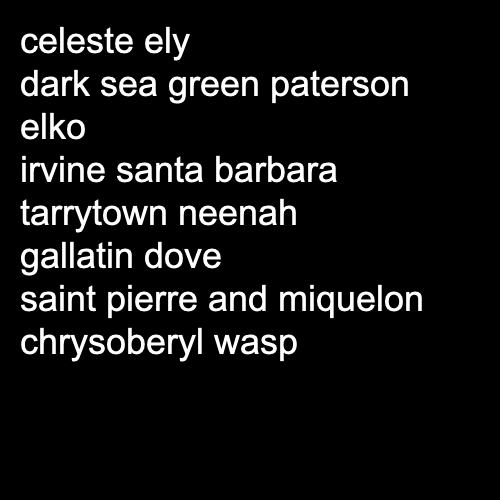 celeste ely
dark sea green paterson
elko
irvine santa barbara
tarrytown neenah
gallatin dove
saint pierre and miquelon
chrysoberyl wasp